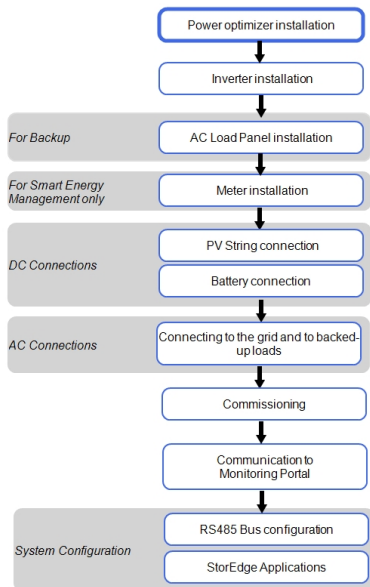 Power optimizer installation
Inverter installation
For Backup
AC Load Panel installation
For Smart Energy
Management only
Meter installation
DC Connections
PV String connection
Battery connection
AC Connections
Connecting to the grid and to backed-
up loads
Commissioning
Communication to
Monitoring Portal
System Configuration
RS485 Bus configuration
StorEdge Applications